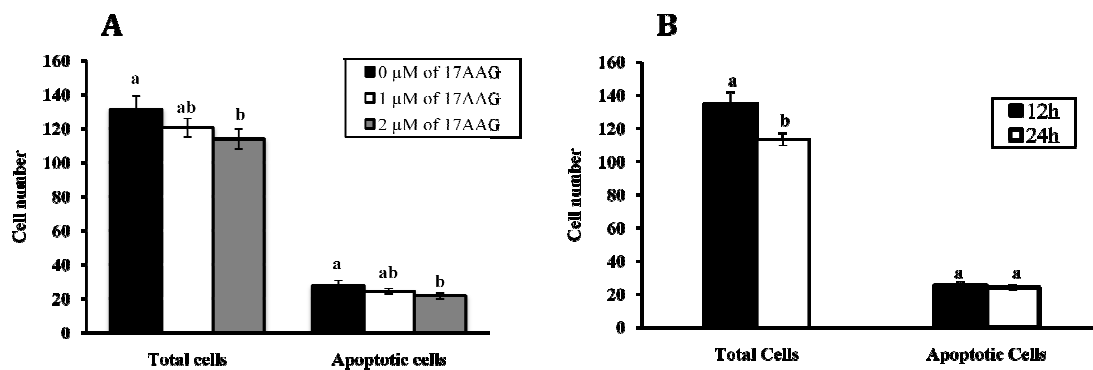 A
160
140
120
100
80
60
40
20
0
Cell number
a
ab
b
a
ab
b
Total cells
Apoptotic cells
0 µM of 17AAG
1 µM of 17AAG
2 µM of 17AAG
B
160
140
120
100
80
60
40
20
0
Cell number
a
b
a
a
Total Cells
Apoptotic Cells
12h
24h